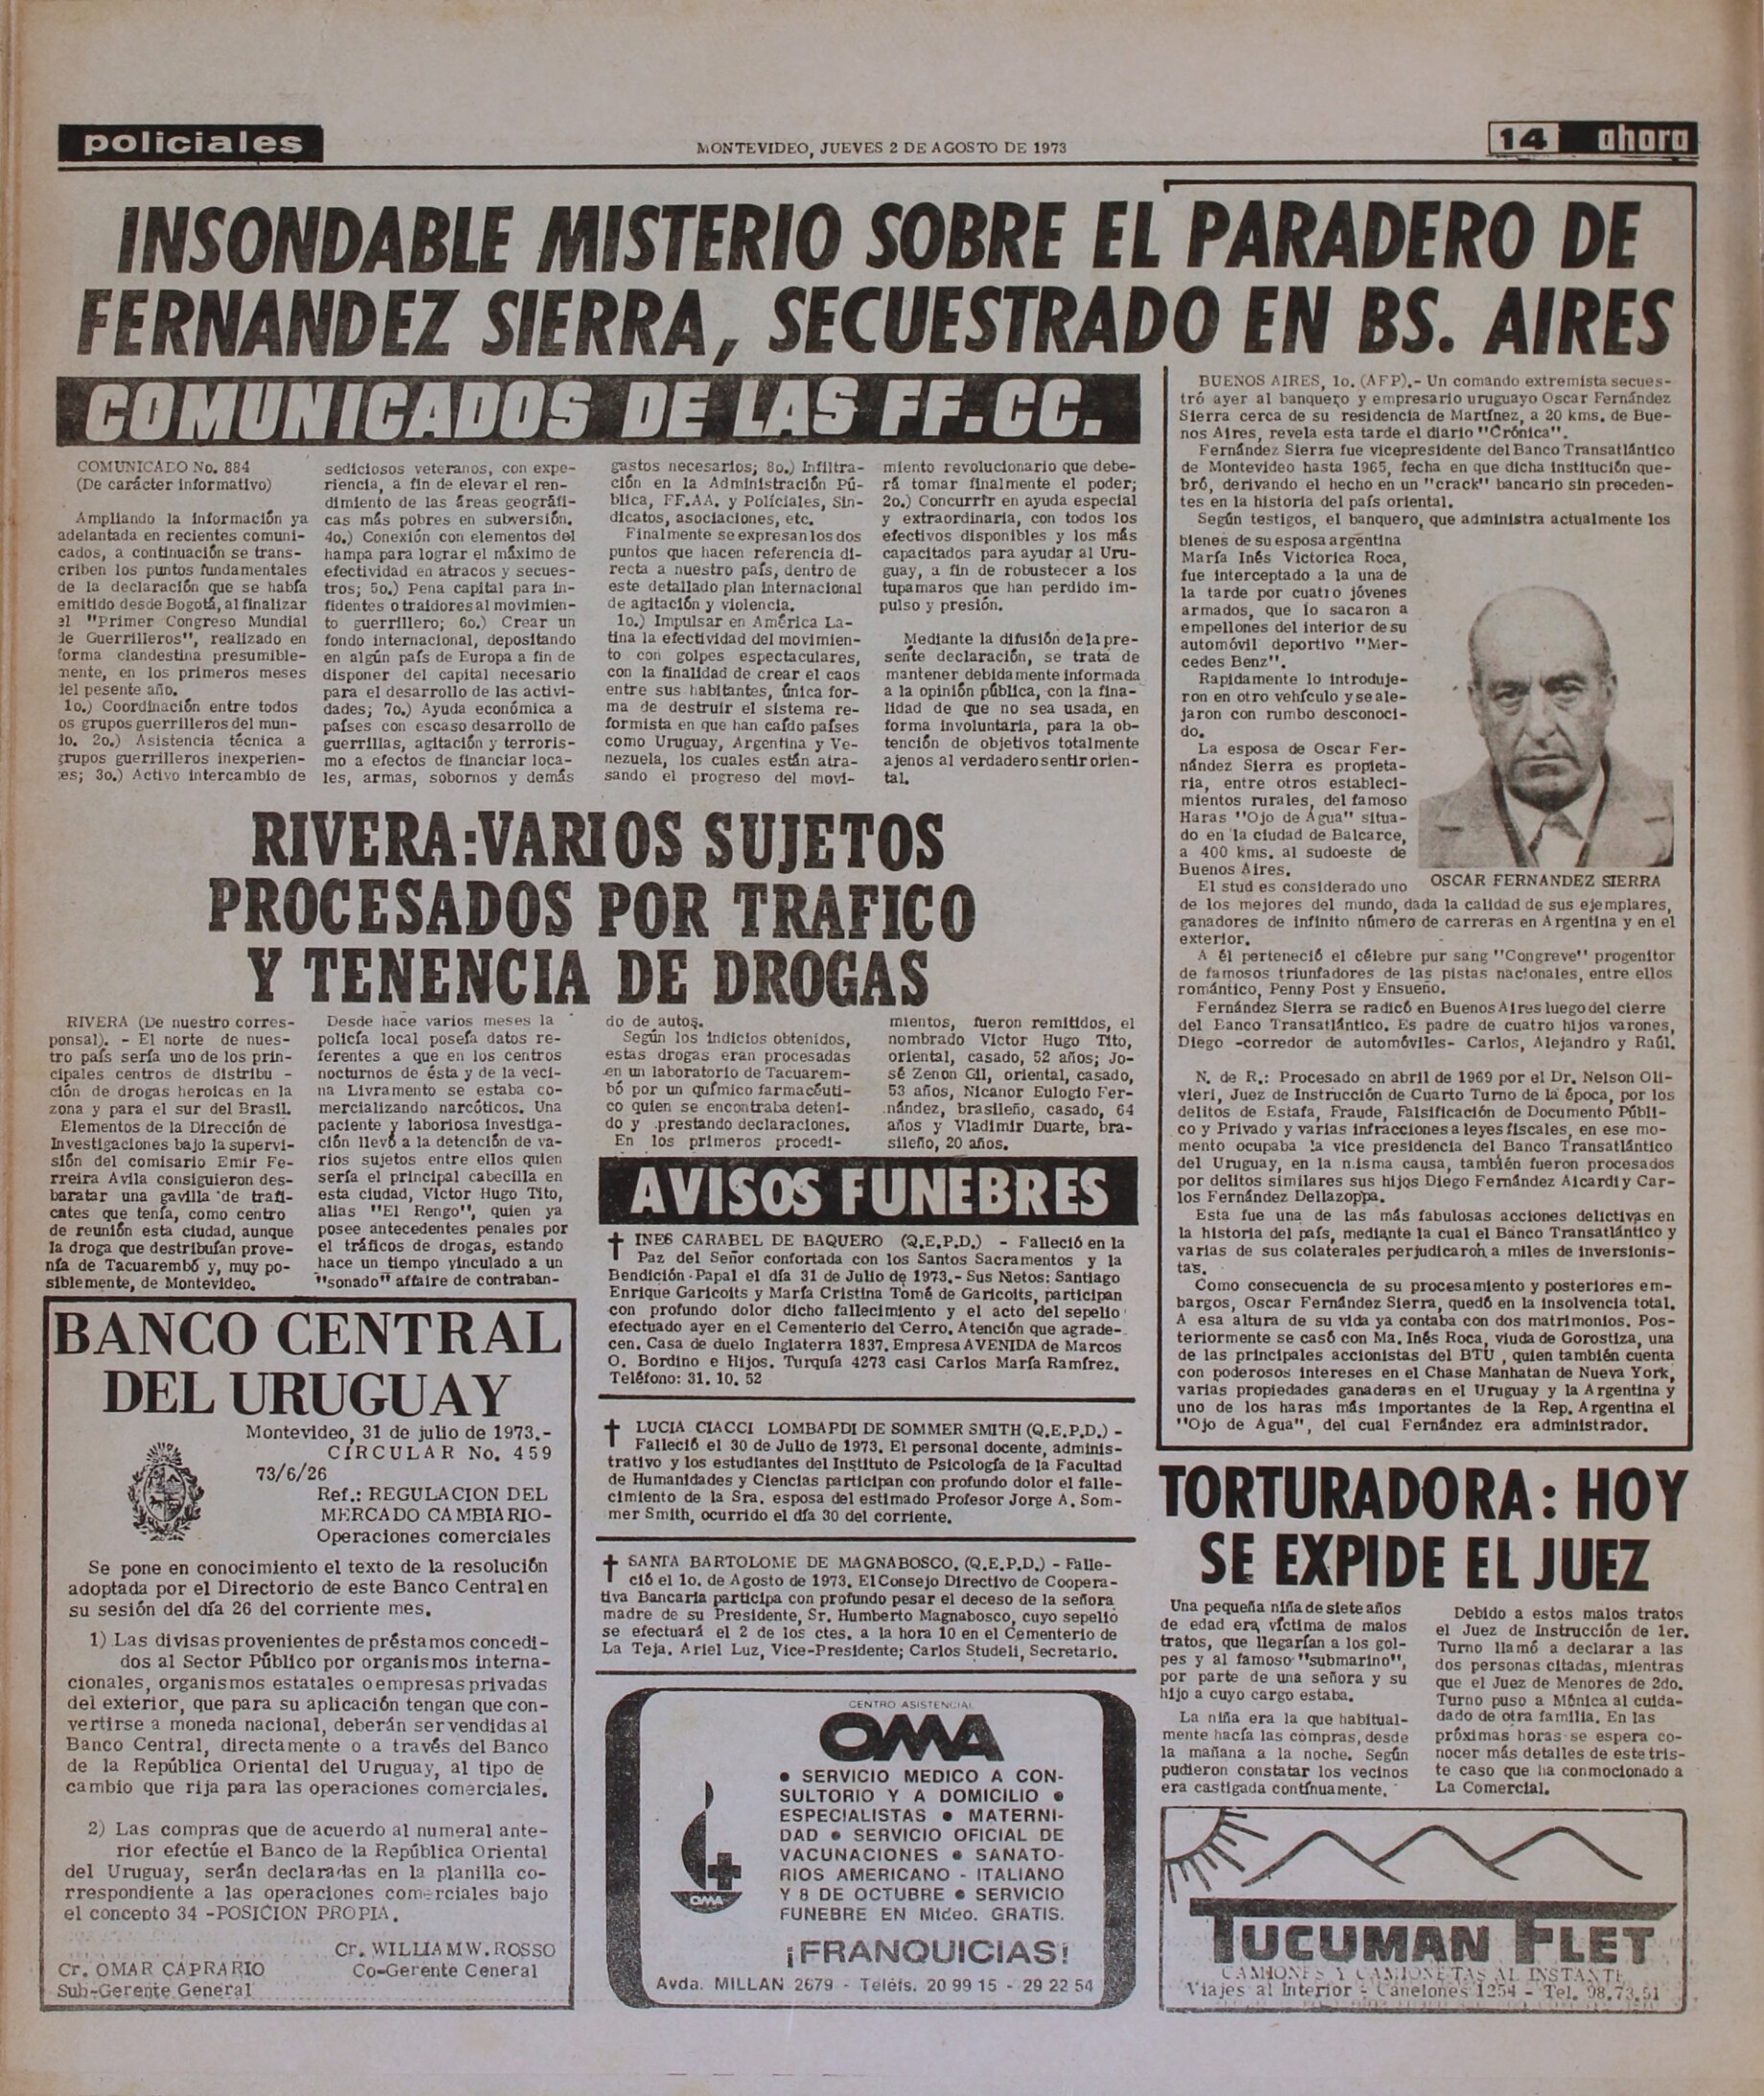 policiales
MONTEVIDEO, JUEVES 2 DE AGOSTO DE 1973
14 ahora
INSONDABLE MISTERIO SOBRE EL PARADERO DE
FERNANDEZ SIERRA, SECUESTRADO EN BS. AIRES
COMUNICADOS DE LAS FF.CC.
COMUNICADO No. 884
(De carácter informativo)
Ampliando la información ya
adelantada en recientes comuni-
cados, a continuación se trans-
criben los puntos fundamentales
de la declaración que se había
emitido desde Bogotá, al finalizar
el "Primer Congreso Mundial
de Guerrilleros", realizado en
forma clandestina presumible-
mente, en los primeros meses
del pesente año.
1o.) Coordinación entre todos
os grupos guerrilleros del mun-
do. 2o.) Asistencia técnica a
grupos guerrilleros inexperien-
tes; 3o.) Activo intercambio de
sediciosos veteranos, con expe-
riencia, a fin de elevar el ren-
dimiento de las áreas geográfi-
cas más pobres en subversión.
4o.) Conexión con elementos del
hampa para lograr el máximo de
efectividad en atracos y secues-
tros; 5o.) Pena capital para in-
fidentes o traidores al movimien-
to guerrillero; 6o.) Crear un
fondo internacional, depositando
en algún país de Europa a fin de
disponer del capital necesario
para el desarrollo de las activi-
dades; 7o.) Ayuda económica a
países con escaso desarrollo de
guerrillas, agitación y terroris-
mo a efectos de financiar loca-
les, armas, sobornos y demás
gastos necesarios; 8o.) Infiltra-
ción en la Administración Pú-
blica, FF.AA. y Policiales, Sin-
dicatos, asociaciones, etc.
Finalmente se expresan los dos
puntos que hacen referencia di-
recta a nuestro país, dentro de
este detallado plan internacional
de agitación y violencia.
1o.) Impulsar en América La-
tina la efectividad del movimien-
to con golpes espectaculares,
con la finalidad de crear el caos
entre sus habitantes, única for-
ma de destruir el sistema re-
formista en que han caído países
como Uruguay, Argentina y Ve-
nezuela, los cuales están atra-
sando el progreso del movi-
miento revolucionario que debe-
rá tomar finalmente el poder;
2o.) Concurrir en ayuda especial
y extraordinaria, con todos los
efectivos disponibles y los más
capacitados para ayudar al Uru-
guay, a fin de robustecer a los
tupamaros que han perdido im-
pulso y presión.
Mediante la difusión de la pre-
sente declaración, se trata de
mantener debidamente informada
a la opinión pública, con la fina-
lidad de que no sea usada, en
forma involuntaria, para la ob-
tención de objetivos totalmente
ajenos al verdadero sentir orien-
tal.
RIVERA: VARIOS SUJETOS
PROCESADOS POR TRAFICO
Y TENENCIA DE DROGAS
RIVERA (De nuestro corres-
ponsal). - El norte de nues-
tro país sería uno de los prin-
cipales centros de distribu -
ción de drogas heroicas en la
zona y para el sur del Brasil.
Elementos de la Dirección de
Investigaciones bajo la supervi-
sión del comisario Emir Fe-
rreira Avila consiguieron des-
baratar una gavilla de trafi-
cates que tenía, como centro
de reunión esta ciudad, aunque
la droga que destribuían prove-
nía de Tacuarembó y, muy po-
siblemente, de Montevideo.
Desde hace varios meses la
policía local poseía datos re-
ferentes a que en los centros
nocturnos de ésta y de la veci-
na Livramento se estaba co-
mercializando narcóticos. Una
paciente y laboriosa investiga-
ción llevó a la detención de va-
rios sujetos entre ellos quien
sería el principal cabecilla en
esta ciudad, Victor Hugo Tito,
alias "El Rengo", quien ya
posee antecedentes penales por
el tráficos de drogas, estando
hace un tiempo vinculado a un
"sonado" affaire de contraban-
do de autos.
Según los indicios obtenidos,
estas drogas eran procesadas
en un laboratorio de Tacuarem-
bó por un químico farmacéuti-
co quien se encontraba deteni-
do y prestando declaraciones.
En los primeros procedi-
mientos, fueron remitidos, el
nombrado Victor Hugo Tito,
oriental, casado, 52 años; Jo-
sé Zenon Gil, oriental, casado,
53 años, Nicanor Eulogio Fer-
nández, brasileño, casado, 64
años y Vladimir Duarte, bra-
sileño, 20 años.
AVISOS FUNEBRES
INES CARABEL DE BAQUERO (Q.E.P.D.) - Falleció en la
Paz del Señor confortada con los Santos Sacramentos y la
Bendición Papal el día 31 de Julio de 1973.- Sus Nietos: Santiago
Enrique Garicoits y María Cristina Tomé de Garicoits, participan
con profundo dolor dicho fallecimiento y el acto del sepelio
efectuado ayer en el Cementerio del Cerro. Atención que agrade-
cen. Casa de duelo Inglaterra 1837. Empresa AVENIDA de Marcos
O. Bordino e Hijos. Turquía 4273 casi Carlos María Ramírez.
Teléfono: 31. 10. 52
LUCIA CIACCI LOMBARDI DE SOMMER SMITH (Q.E.P.D.) -
Falleció el 30 de Julio de 1973. El personal docente, adminis-
trativo y los estudiantes del Instituto de Psicología de la Facultad
de Humanidades y Ciencias participan con profundo dolor el falle-
cimiento de la Sra. esposa del estimado Profesor Jorge A. Som-
mer Smith, ocurrido el día 30 del corriente.
SANTA BARTOLOME DE MAGNABOSCO. (Q.E.P.D.) - Falle-
ció el 1o. de Agosto de 1973. El Consejo Directivo de Coopera-
tiva Bancaria participa con profundo pesar el deceso de la señora
madre de su Presidente, Sr. Humberto Magnabosco, cuyo sepelio
se efectuará el 2 de los ctes. a la hora 10 en el Cementerio de
La Teja. Ariel Luz, Vice-Presidente; Carlos Studeli, Secretario.
BANCO CENTRAL
DEL URUGUAY
Montevideo, 31 de julio de 1973.-
CIRCULAR No. 459
73/6/26
Ref.: REGULACION DEL
MERCADO CAMBIARIO-
Operaciones comerciales
Se pone en conocimiento el texto de la resolución
adoptada por el Directorio de este Banco Central en
su sesión del día 26 del corriente mes.
1) Las divisas provenientes de préstamos concedi-
dos al Sector Público por organismos interna-
cionales, organismos estatales o empresas privadas
del exterior, que para su aplicación tengan que con-
vertirse a moneda nacional, deberán ser vendidas al
Banco Central, directamente o a través del Banco
de la República Oriental del Uruguay, al tipo de
cambio que rija para las operaciones comerciales.
2) Las compras que de acuerdo al numeral ante-
rior efectúe el Banco de la República Oriental
del Uruguay, serán declaradas en la planilla co-
rrespondiente a las operaciones comerciales bajo
el concepto 34 -POSICION PROPIA.
Cr. WILLIAM W. ROSSO
Co-Gerente General
Cr. OMAR CAPRARIO
Sub-Gerente General
CENTRO ASISTENCIAL
OMA
● SERVICIO MEDICO A CON-
SULTORIO Y A DOMICILIO ●
ESPECIALISTAS ● MATERNI-
DAD ● SERVICIO OFICIAL DE
VACUNACIONES ● SANATO-
RIOS AMERICANO - ITALIANO
Y 8 DE OCTUBRE ● SERVICIO
FUNEBRE EN Mtdeo. GRATIS.
OMA
¡FRANQUICIAS!
Avda. MILLAN 2679 - Teléfs. 20 99 15 - 29 22 54
BUENOS AIRES, 1o. (AFP).- Un comando extremista secues-
tró ayer al banquero y empresario uruguayo Oscar Fernández
Sierra cerca de su residencia de Martínez, a 20 kms. de Bue-
nos Aires, revela esta tarde el diario "Crónica".
Fernández Sierra fue vicepresidente del Banco Transatlántico
de Montevideo hasta 1965, fecha en que dicha institución que-
bró, derivando el hecho en un "crack" bancario sin preceden-
tes en la historia del país oriental.
Según testigos, el banquero, que administra actualmente los
bienes de su esposa argentina
María Inés Victorica Roca,
fue interceptado a la una de
la tarde por cuatro jóvenes
armados, que lo sacaron a
empellones del interior de su
automóvil deportivo "Mer-
cedes Benz".
Rapidamente lo introduje-
ron en otro vehículo y se ale-
jaron con rumbo desconoci-
do.
La esposa de Oscar Fer-
nández Sierra es propieta-
ria, entre otros estableci-
mientos rurales, del famoso
Haras "Ojo de Agua" situa-
do en la ciudad de Balcarce,
a 400 kms. al sudoeste de
Buenos Aires.
El stud es considerado uno
OSCAR FERNANDEZ SIERRA
de los mejores del mundo, dada la calidad de sus ejemplares,
ganadores de infinito número de carreras en Argentina y en el
exterior.
A él perteneció el célebre pur sang "Congreve" progenitor
de famosos triunfadores de las pistas nacionales, entre ellos
romántico, Penny Post y Ensueño.
Fernández Sierra se radicó en Buenos Aires luego del cierre
del Banco Transatlántico. Es padre de cuatro hijos varones,
Diego -corredor de automóviles- Carlos, Alejandro y Raúl.
N. de R.: Procesado en abril de 1969 por el Dr. Nelson Oli-
vieri, Juez de Instrucción de Cuarto Turno de la época, por los
delitos de Estafa, Fraude, Falsificación de Documento Públi-
co y Privado y varias infracciones a leyes fiscales, en ese mo-
mento ocupaba la vice presidencia del Banco Transatlántico
del Uruguay, en la misma causa, también fueron procesados
por delitos similares sus hijos Diego Fernández Aicardi y Car-
los Fernández Dellazoppa.
Esta fue una de las más fabulosas acciones delictivas en
la historia del país, mediante la cual el Banco Transatlántico y
varias de sus colaterales perjudicaron a miles de inversionis-
tas.
Como consecuencia de su procesamiento y posteriores em-
bargos, Oscar Fernández Sierra, quedó en la insolvencia total.
A esa altura de su vida ya contaba con dos matrimonios. Pos-
teriormente se casó con Ma. Inés Roca, viuda de Gorostiza, una
de las principales accionistas del BTU , quien también cuenta
con poderosos intereses en el Chase Manhatan de Nueva York,
varias propiedades ganaderas en el Uruguay y la Argentina y
uno de los haras más importantes de la Rep. Argentina el
"Ojo de Agua", del cual Fernández era administrador.
TORTURADORA: HOY
SE EXPIDE EL JUEZ
Una pequeña niña de siete años
de edad era víctima de malos
tratos, que llegarían a los gol-
pes y al famoso "submarino",
por parte de una señora y su
hijo a cuyo cargo estaba.
La niña era la que habitual-
mente hacía las compras, desde
la mañana a la noche. Según
pudieron constatar los vecinos
era castigada contínuamente.
Debido a estos malos tratos
el Juez de Instrucción de 1er.
Turno llamó a declarar a las
dos personas citadas, mientras
que el Juez de Menores de 2do.
Turno puso a Mónica al cuida-
dado de otra familia. En las
próximas horas se espera co-
nocer más detalles de este tris-
te caso que ha conmocionado a
La Comercial.
TUCUMAN FLET
CAMIONES Y CAMIONETAS AL INSTANTE
Viajes al Interior - Canelones 1254 - Tel. 98.73.51